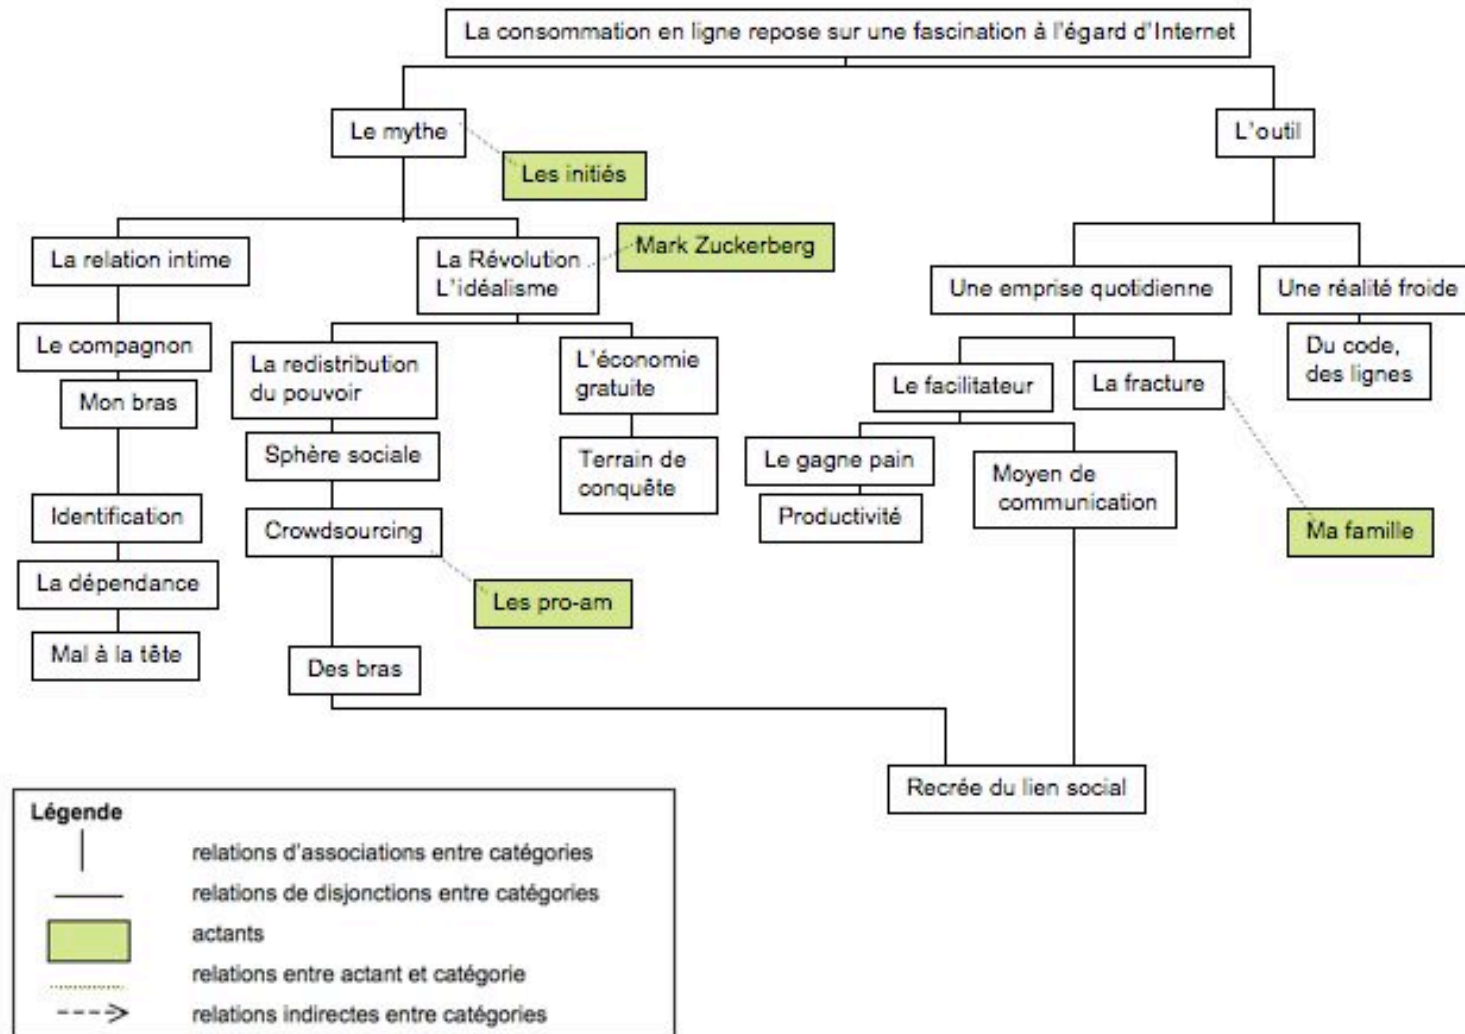 La consommation en ligne repose sur une fascination à l'égard d'Internet
Le mythe
L'outil
Les initiés
La relation intime
La Révolution
L'idéalisme
Mark Zuckerberg
Une emprise quotidienne
Une réalité froide
Le compagnon
La redistribution
du pouvoir
L'économie
gratuite
Le facilitateur
La fracture
Du code,
des lignes
Mon bras
Sphère sociale
Terrain de
conquête
Le gagne pain
Moyen de
communication
Identification
Crowdsourcing
Productivité
Ma famille
La dépendance
Les pro-am
Mal à la tête
Des bras
Recrée du lien social
Légende
relations d'associations entre catégories
relations de disjonctions entre catégories
actants
relations entre actant et catégorie
relations indirectes entre catégories